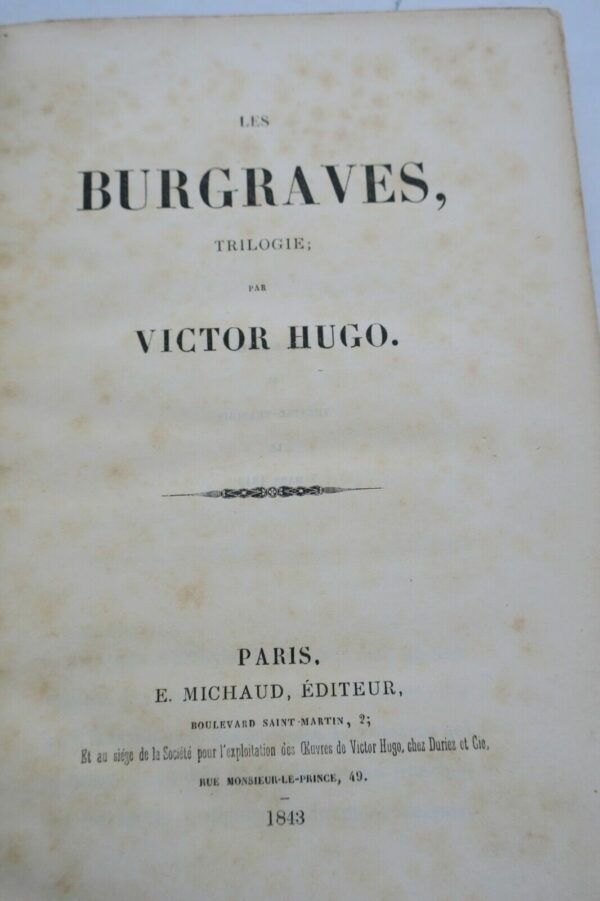 LES
BURGRAVES,
TRILOGIE;
PAR
VICTOR HUGO.
PARIS,
E. MICHAUD, ÉDITEUR,
BOULEVARD SAINT-MARTIN, 2;
Et au siége de la Société pour l'exploitation des Œuvres de Victor Hugo, chez Duriez et Cie,
RUE MONSIEUR-LE-PRINCE, 49.
1843